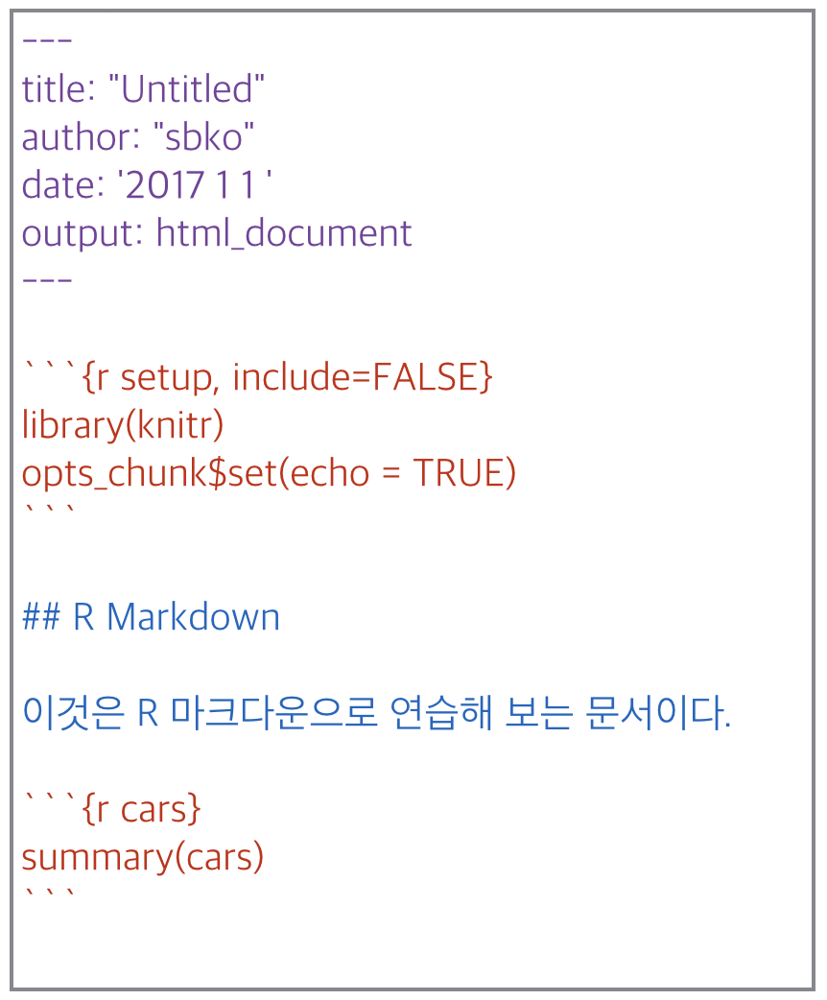 ---
title: "Untitled"
author: "sbko"
date: '2017 1 1 '
output: html_document
---
```{r setup, include=FALSE}
library(knitr)
opts_chunk$set(echo = TRUE)
```
## R Markdown
이것은 R 마크다운으로 연습해 보는 문서이다.
```{r cars}
summary(cars)
```